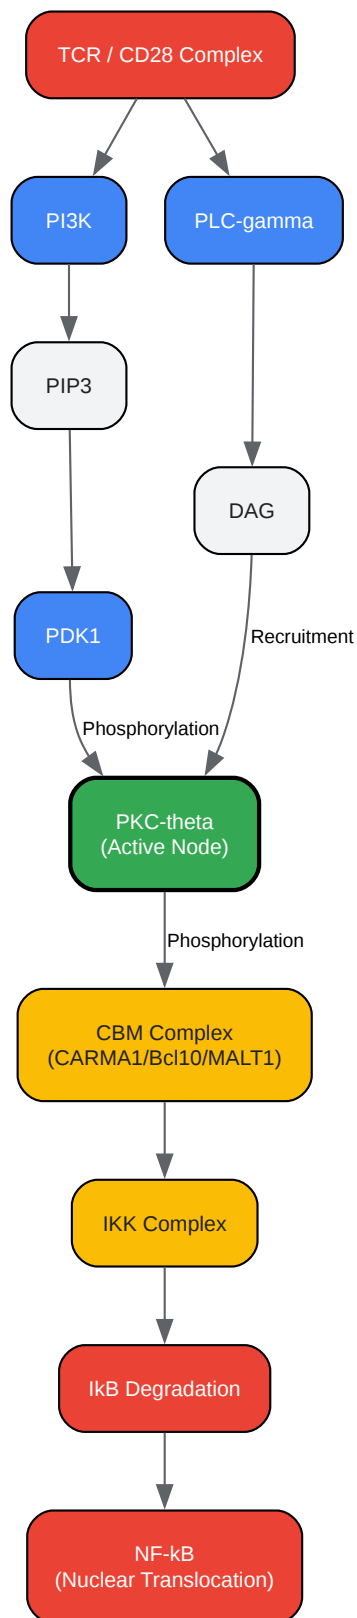 TCR / CD28 Complex
PI3K
PLC-gamma
PIP3
DAG
PDK1
Recruitment
Phosphorylation
PKC-theta
(Active Node)
Phosphorylation
CBM Complex
(CARMA1/Bcl10/MALT1)
IKK Complex
IkB Degradation
NF-kB
(Nuclear Translocation)